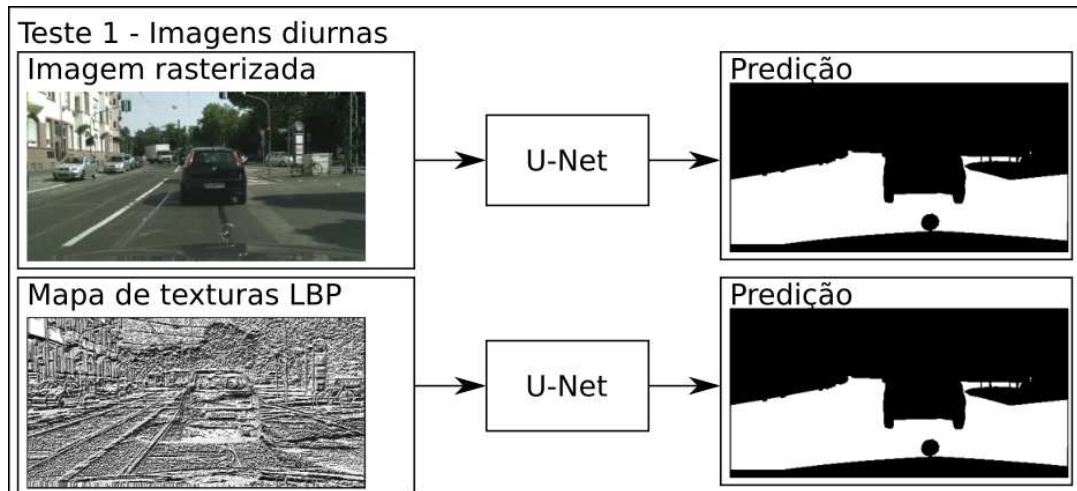 Teste 1 - Imagens diurnas
Imagem rasterizada
U-Net
Predição
Mapa de texturas LBP
U-Net
Predição